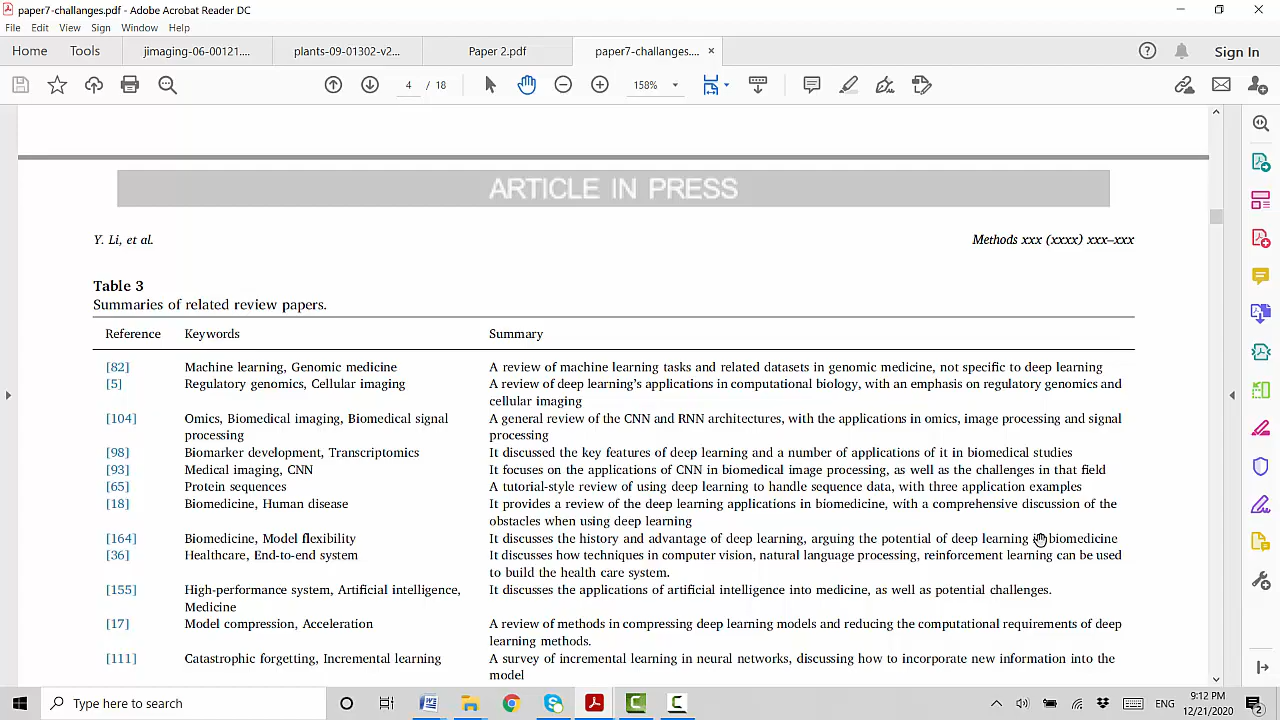 paper7-challanges.pdf - Adobe Acrobat Reader DC
File Edit View Sign Window Help
Home Tools jimaging-06-00121.... plants-09-01302-v2... Paper 2.pdf paper7-challanges.... × Sign In
4 / 18 158%
ARTICLE IN PRESS
Y. Li, et al. Methods xxx (xxxx) xxx–xxx
Table 3
Summaries of related review papers.
Reference Keywords Summary
[82] Machine learning, Genomic medicine A review of machine learning tasks and related datasets in genomic medicine, not specific to deep learning
[5] Regulatory genomics, Cellular imaging A review of deep learning's applications in computational biology, with an emphasis on regulatory genomics and
cellular imaging
[104] Omics, Biomedical imaging, Biomedical signal A general review of the CNN and RNN architectures, with the applications in omics, image processing and signal
processing processing
[98] Biomarker development, Transcriptomics It discussed the key features of deep learning and a number of applications of it in biomedical studies
[93] Medical imaging, CNN It focuses on the applications of CNN in biomedical image processing, as well as the challenges in that field
[65] Protein sequences A tutorial-style review of using deep learning to handle sequence data, with three application examples
[18] Biomedicine, Human disease It provides a review of the deep learning applications in biomedicine, with a comprehensive discussion of the
obstacles when using deep learning
[164] Biomedicine, Model flexibility It discusses the history and advantage of deep learning, arguing the potential of deep learning biomedicine
[36] Healthcare, End-to-end system It discusses how techniques in computer vision, natural language processing, reinforcement learning can be used
to build the health care system.
[155] High-performance system, Artificial intelligence, It discusses the applications of artificial intelligence into medicine, as well as potential challenges.
Medicine
[17] Model compression, Acceleration A review of methods in compressing deep learning models and reducing the computational requirements of deep
learning methods.
[111] Catastrophic forgetting, Incremental learning A survey of incremental learning in neural networks, discussing how to incorporate new information into the
model
Type here to search ENG 9:12 PM
12/21/2020 2